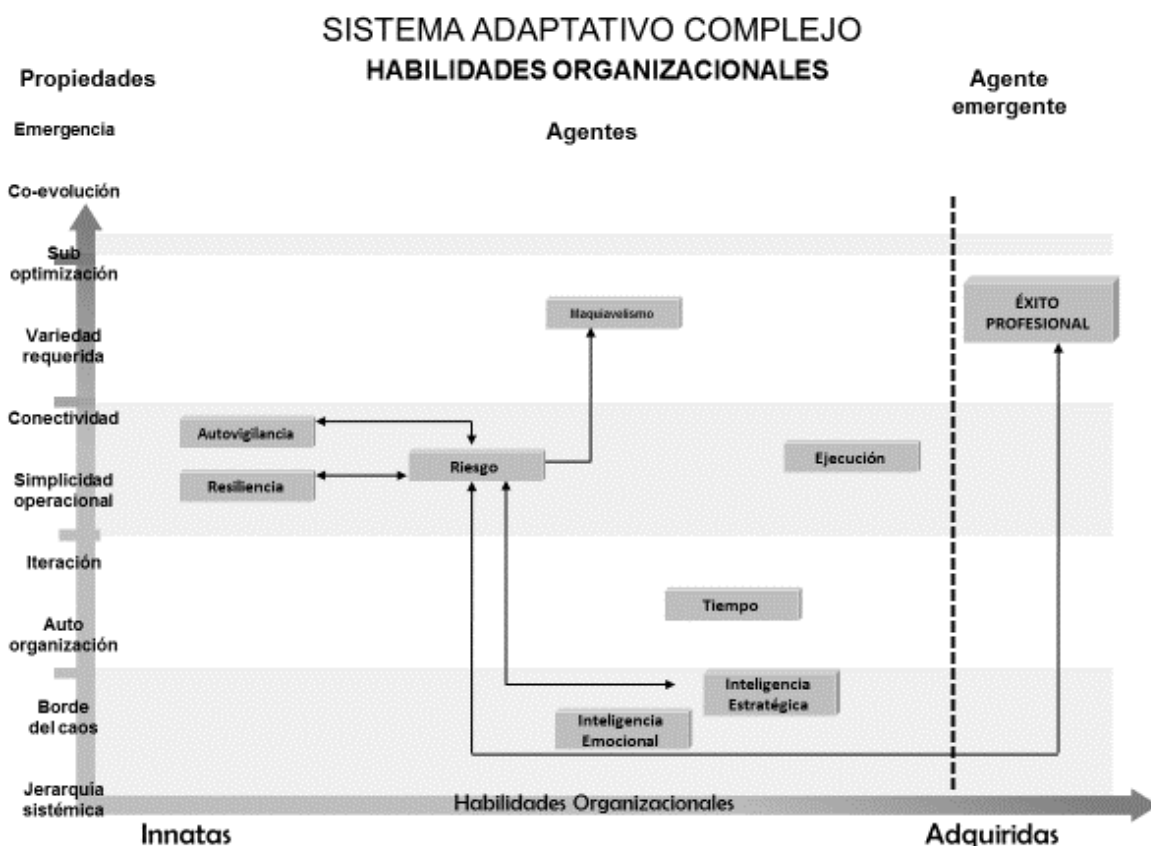 SISTEMA ADAPTATIVO COMPLEJO
HABILIDADES ORGANIZACIONALES
Propiedades
Agente
emergente
Emergencia
Agentes
Co-evolución
Sub
optimización
Variedad
requerida
Maquiavelismo
ÉXITO
PROFESIONAL
Conectividad
Autovigilancia
Riesgo
Ejecución
Simplicidad
operacional
Resiliencia
Iteración
Tiempo
Auto
organización
Borde
del caos
Inteligencia
Estratégica
Inteligencia
Emocional
Jerarquia
sistémica
Habilidades Organizacionales
Innatas
Adquiridas